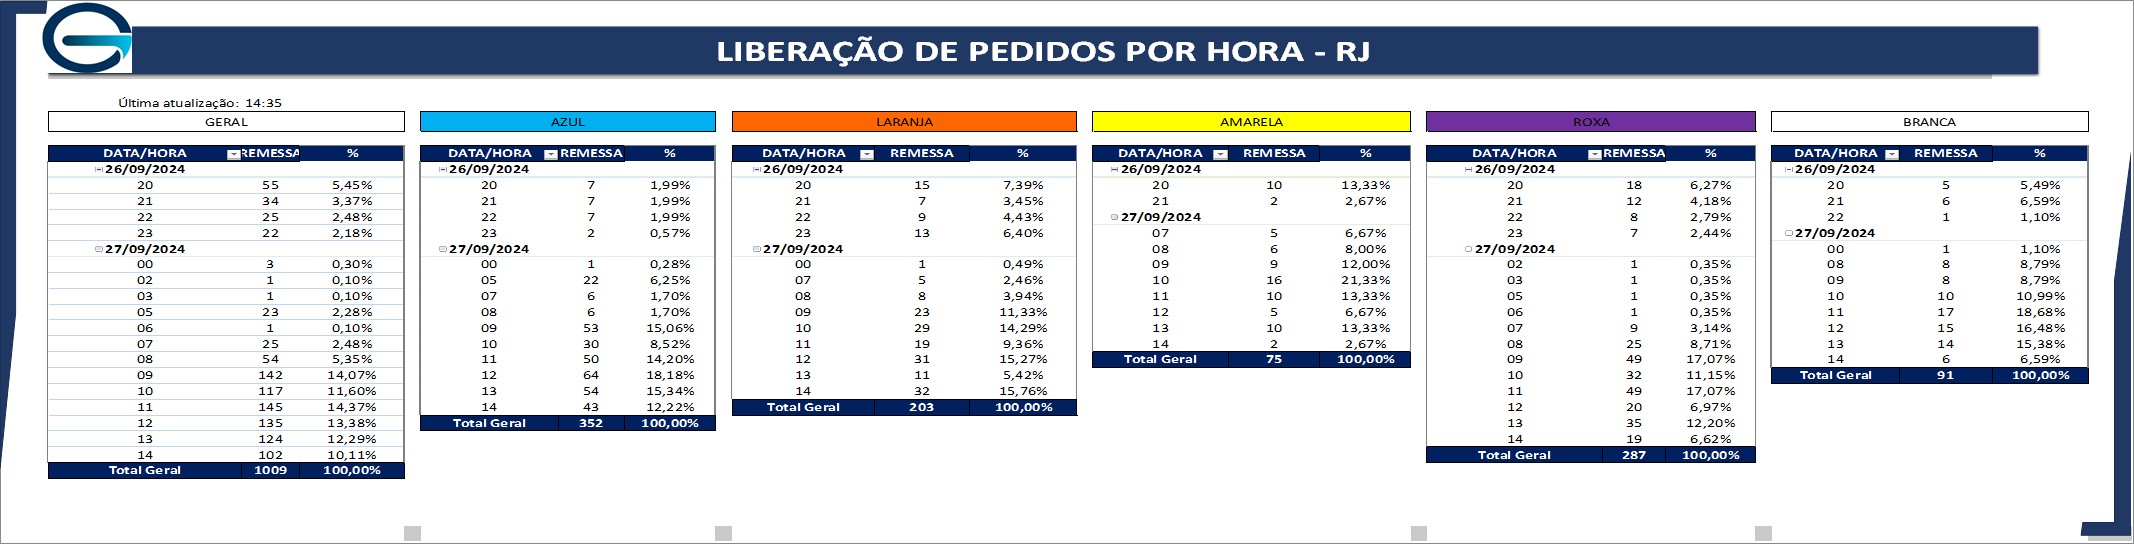 LIBERAÇÃO DE PEDIDOS POR HORA - RJ
Última atualização: 14:35
GERAL
DATA/HORA REMESSA %
26/09/2024
20 55 5,45%
21 34 3,37%
22 25 2,48%
23 22 2,18%
27/09/2024
00 3 0,30%
02 1 0,10%
03 1 0,10%
05 23 2,28%
06 1 0,10%
07 25 2,48%
08 54 5,35%
09 142 14,07%
10 117 11,60%
11 145 14,37%
12 135 13,38%
13 124 12,29%
14 102 10,11%
Total Geral 1009 100,00%
AZUL
DATA/HORA REMESSA %
26/09/2024
20 7 1,99%
21 7 1,99%
22 7 1,99%
23 2 0,57%
27/09/2024
00 1 0,28%
05 22 6,25%
07 6 1,70%
08 6 1,70%
09 53 15,06%
10 30 8,52%
11 50 14,20%
12 64 18,18%
13 54 15,34%
14 43 12,22%
Total Geral 352 100,00%
LARANJA
DATA/HORA REMESSA %
26/09/2024
20 15 7,39%
21 7 3,45%
22 9 4,43%
23 13 6,40%
27/09/2024
00 1 0,49%
07 5 2,46%
08 8 3,94%
09 23 11,33%
10 29 14,29%
11 19 9,36%
12 31 15,27%
13 11 5,42%
14 32 15,76%
Total Geral 203 100,00%
AMARELA
DATA/HORA REMESSA %
26/09/2024
20 10 13,33%
21 2 2,67%
27/09/2024
07 5 6,67%
08 6 8,00%
09 9 12,00%
10 16 21,33%
11 10 13,33%
12 5 6,67%
13 10 13,33%
14 2 2,67%
Total Geral 75 100,00%
ROXA
DATA/HORA REMESSA %
26/09/2024
20 18 6,27%
21 12 4,18%
22 8 2,79%
23 7 2,44%
27/09/2024
02 1 0,35%
03 1 0,35%
05 1 0,35%
06 1 0,35%
07 9 3,14%
08 25 8,71%
09 49 17,07%
10 32 11,15%
11 49 17,07%
12 20 6,97%
13 35 12,20%
14 19 6,62%
Total Geral 287 100,00%
BRANCA
DATA/HORA REMESSA %
26/09/2024
20 5 5,49%
21 6 6,59%
22 1 1,10%
27/09/2024
00 1 1,10%
08 8 8,79%
09 8 8,79%
10 10 10,99%
11 17 18,68%
12 15 16,48%
13 14 15,38%
14 6 6,59%
Total Geral 91 100,00%